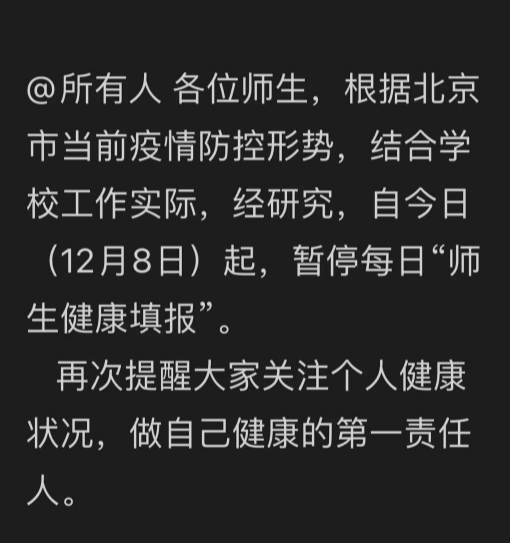 @所有人 各位师生，根据北京
市当前疫情防控形势，结合学
校工作实际，经研究，自今日
（12月8日）起，暂停每日“师
生健康填报”。
再次提醒大家关注个人健康
状况，做自己健康的第一责任
人。